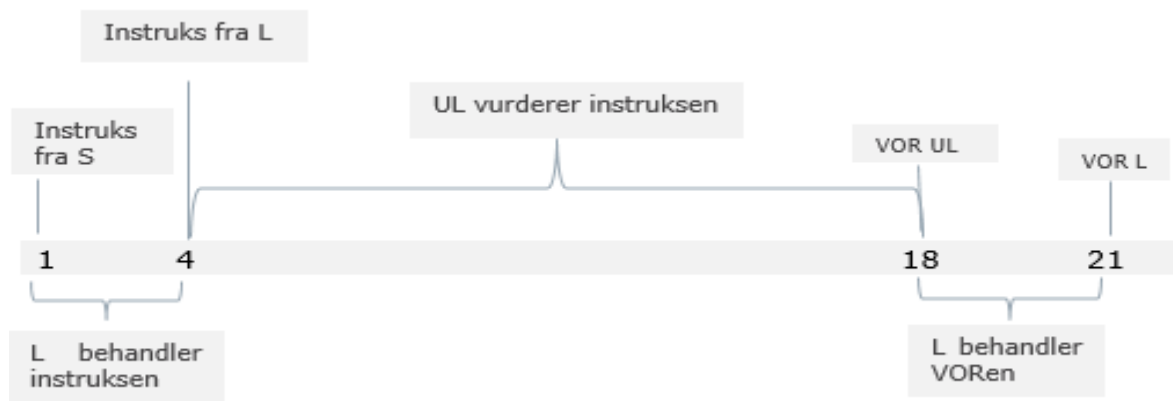 Instruks fra L
UL vurderer instruksen
Instruks
fra S
VOR UL
VOR L
1 4 18 21
L behandler
instruksen
L behandler
VORen